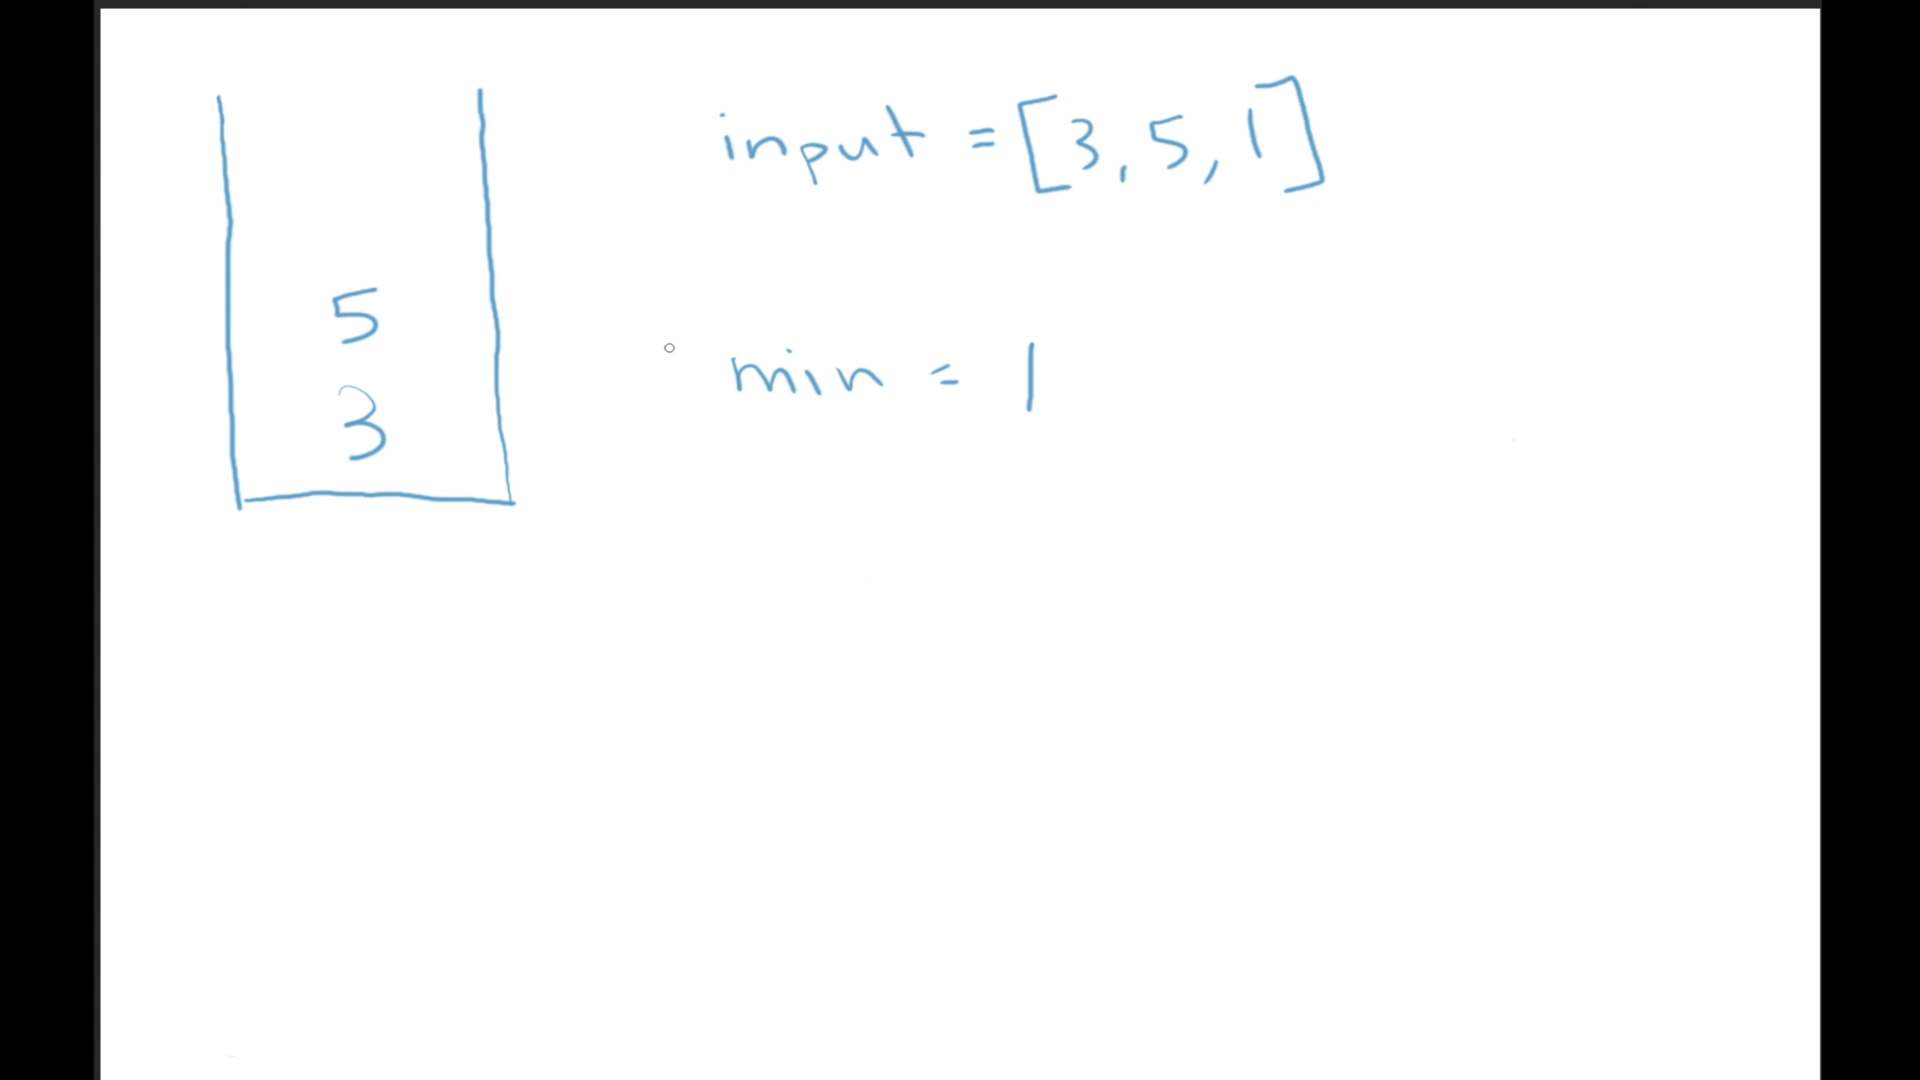 input = [3, 5, 1]
5
min = 1
3